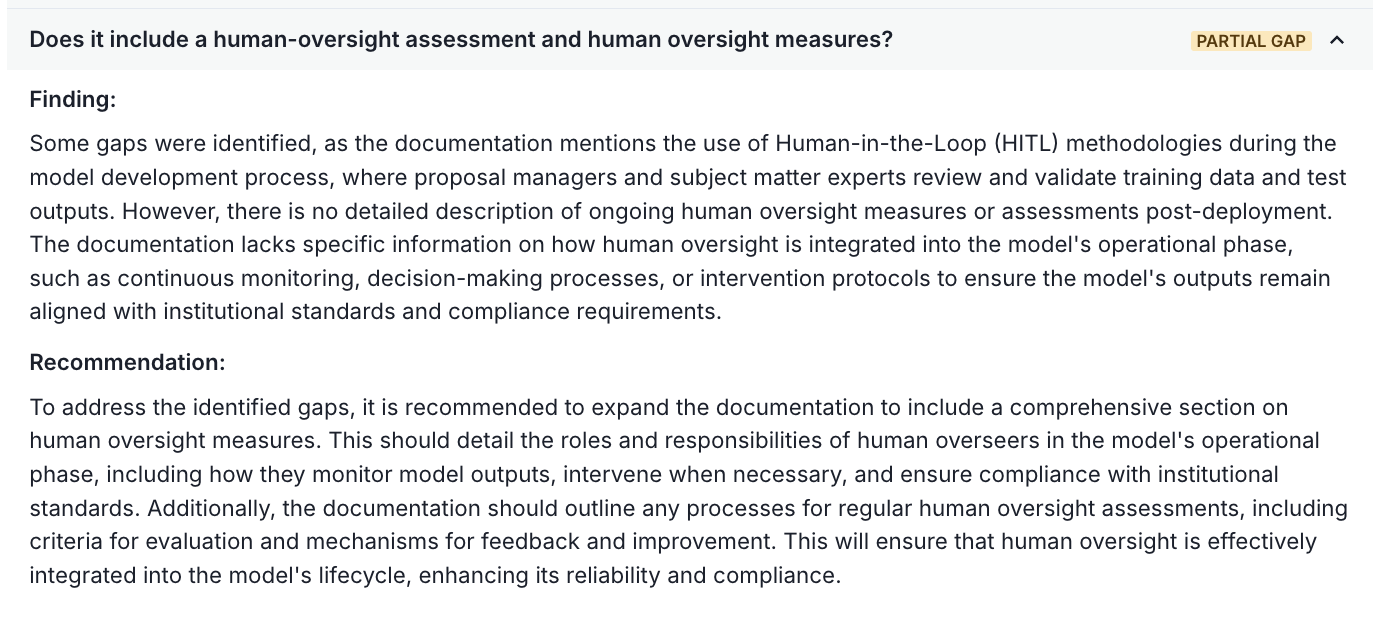 Does it include a human-oversight assessment and human oversight measures?
PARTIAL GAP
Finding:
Some gaps were identified, as the documentation mentions the use of Human-in-the-Loop (HITL) methodologies during the
model development process, where proposal managers and subject matter experts review and validate training data and test
outputs. However, there is no detailed description of ongoing human oversight measures or assessments post-deployment.
The documentation lacks specific information on how human oversight is integrated into the model's operational phase,
such as continuous monitoring, decision-making processes, or intervention protocols to ensure the model's outputs remain
aligned with institutional standards and compliance requirements.
Recommendation:
To address the identified gaps, it is recommended to expand the documentation to include a comprehensive section on
human oversight measures. This should detail the roles and responsibilities of human overseers in the model's operational
phase, including how they monitor model outputs, intervene when necessary, and ensure compliance with institutional
standards. Additionally, the documentation should outline any processes for regular human oversight assessments, including
criteria for evaluation and mechanisms for feedback and improvement. This will ensure that human oversight is effectively
integrated into the model's lifecycle, enhancing its reliability and compliance.